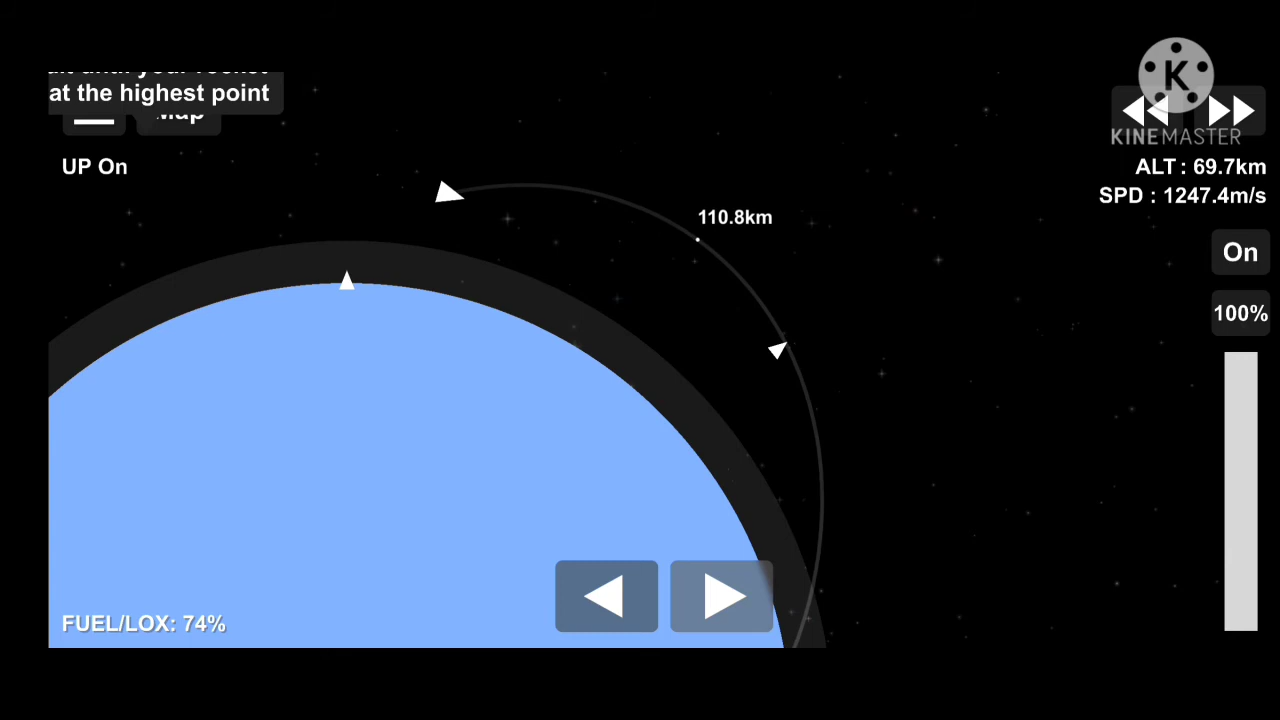 at the highest point
Map
UP On
110.8km
K
KINEMASTER
ALT : 69.7km
SPD : 1247.4m/s
On
100%
FUEL/LOX: 74%